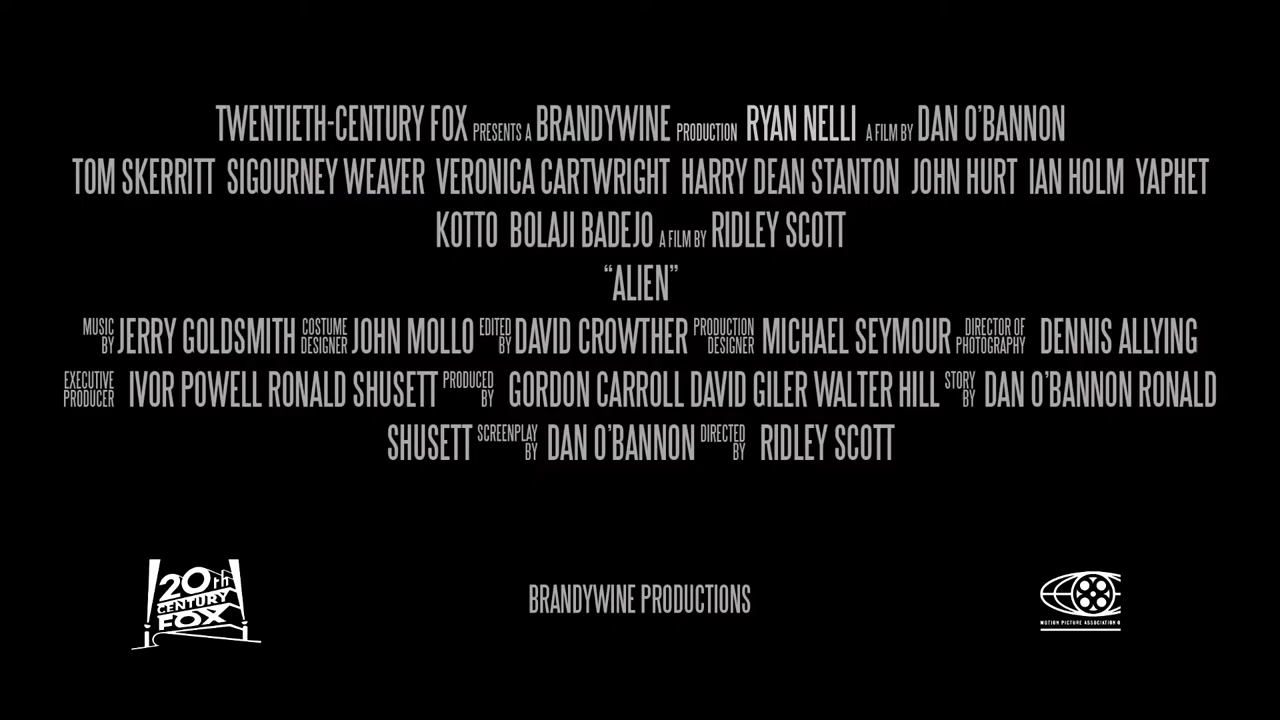 TWENTIETH-CENTURY FOX PRESENTS A BRANDYWINE PRODUCTION RYAN NELLI A FILM BY DAN O'BANNON
TOM SKERRITT SIGOURNEY WEAVER VERONICA CARTWRIGHT HARRY DEAN STANTON JOHN HURT IAN HOLM YAPHET
KOTTO BOLAJI BADEJO A FILM BY RIDLEY SCOTT
“ALIEN”
MUSIC BY JERRY GOLDSMITH COSTUME DESIGNER JOHN MOLLO EDITED BY DAVID CROWTHER PRODUCTION DESIGNER MICHAEL SEYMOUR DIRECTOR OF PHOTOGRAPHY DENNIS ALLYING
EXECUTIVE PRODUCER IVOR POWELL RONALD SHUSETT PRODUCED BY GORDON CARROLL DAVID GILER WALTER HILL STORY BY DAN O'BANNON RONALD
SHUSETT SCREENPLAY BY DAN O'BANNON DIRECTED BY RIDLEY SCOTT
20th CENTURY FOX
BRANDYWINE PRODUCTIONS
MOTION PICTURE ASSOCIATION